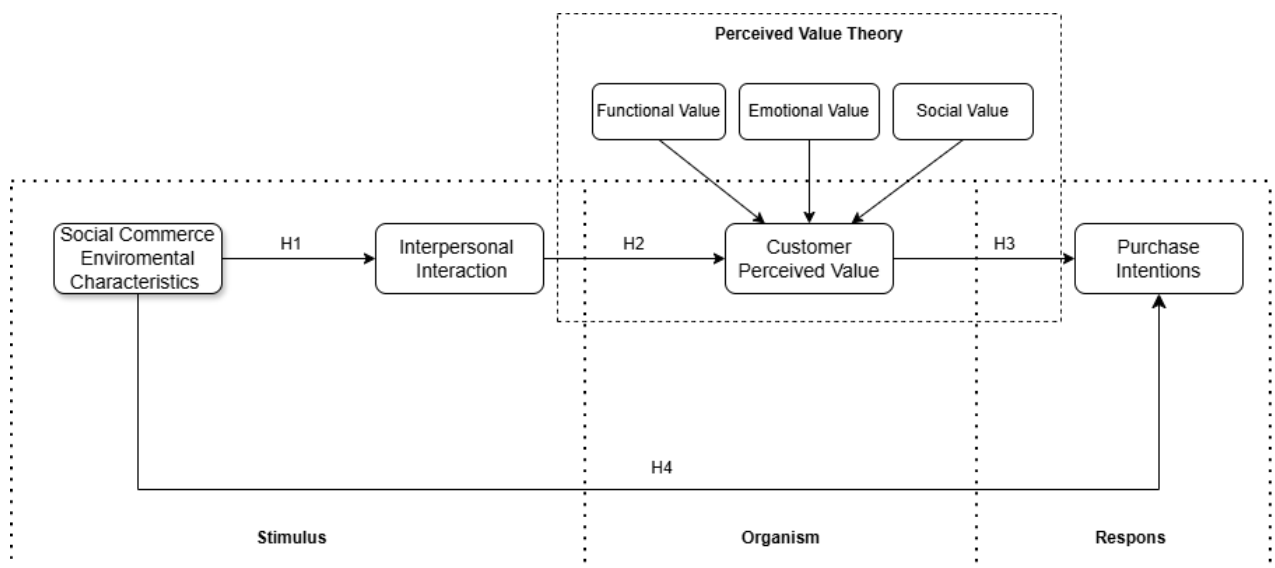 Perceived Value Theory
Functional Value
Emotional Value
Social Value
Social Commerce
Enviromental
Characteristics
H1
Interpersonal
Interaction
H2
Customer
Perceived Value
H3
Purchase
Intentions
H4
Stimulus
Organism
Respons